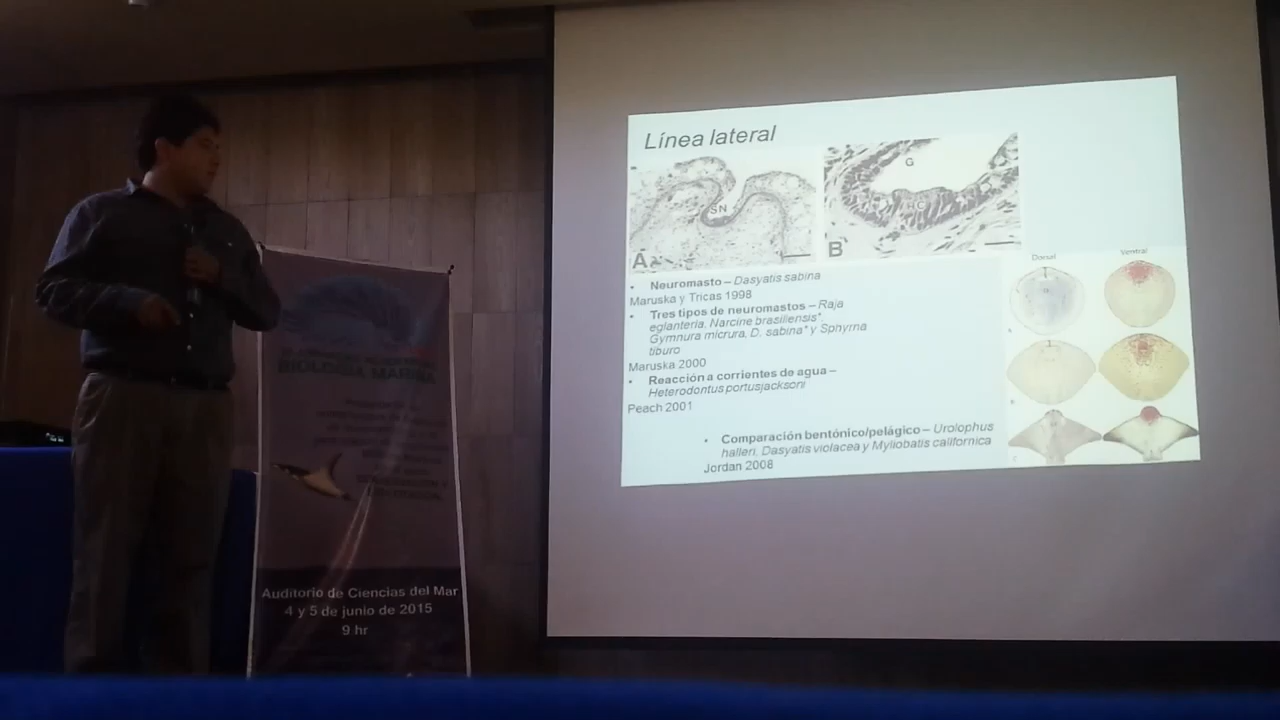 Línea lateral
SN
A
G
HC
B
• Neuromasto – Dasyatis sabina
Maruska y Tricas 1998
• Tres tipos de neuromastos – Raja
eglanteria, Narcine brasiliensis*,
Gymnura micrura, D. sabina* y Sphyrna
tiburo
Maruska 2000
• Reacción a corrientes de agua –
Heterodontus portusjacksoni
Peach 2001
• Comparación bentónico/pelágico – Urolophus
halleri, Dasyatis violacea y Myliobatis californica
Jordan 2008
Dorsal
Ventral
C
BIOLOGÍA MARINA
Auditorio de Ciencias del Mar
4 y 5 de junio de 2015
9 hr